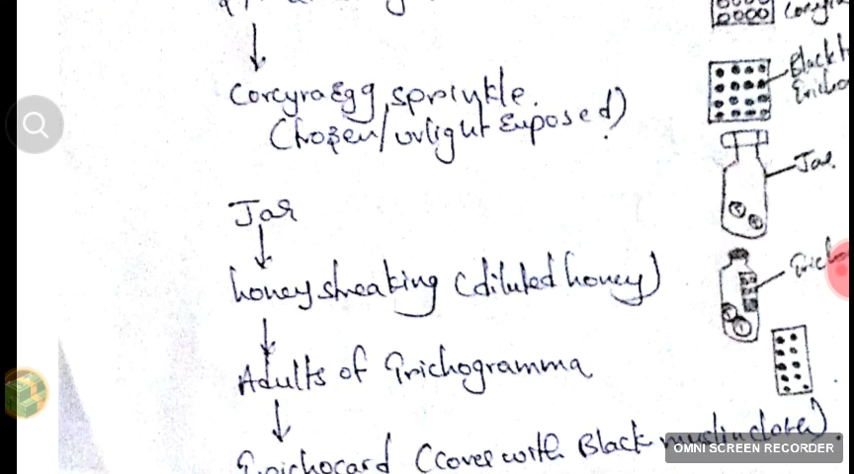 Corcyra Egg sprinkle.
(frozen/uvlight Exposed)
Jar
Jar
honey streaking (diluted honey)
Adults of Trichogramma
Trichocard (cover with Black
OMNI SCREEN RECORDER